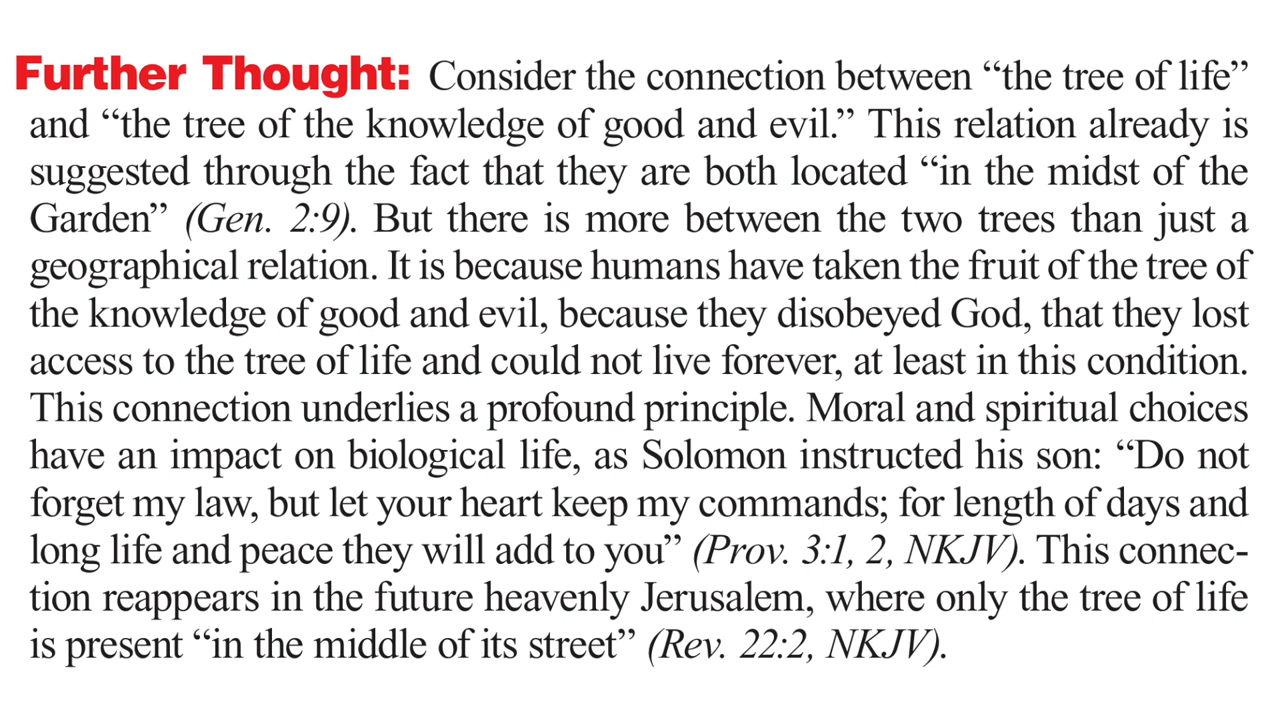 Further Thought: Consider the connection between “the tree of life”
and “the tree of the knowledge of good and evil.” This relation already is
suggested through the fact that they are both located “in the midst of the
Garden” (Gen. 2:9). But there is more between the two trees than just a
geographical relation. It is because humans have taken the fruit of the tree of
the knowledge of good and evil, because they disobeyed God, that they lost
access to the tree of life and could not live forever, at least in this condition.
This connection underlies a profound principle. Moral and spiritual choices
have an impact on biological life, as Solomon instructed his son: “Do not
forget my law, but let your heart keep my commands; for length of days and
long life and peace they will add to you” (Prov. 3:1, 2, NKJV). This connec-
tion reappears in the future heavenly Jerusalem, where only the tree of life
is present “in the middle of its street” (Rev. 22:2, NKJV).